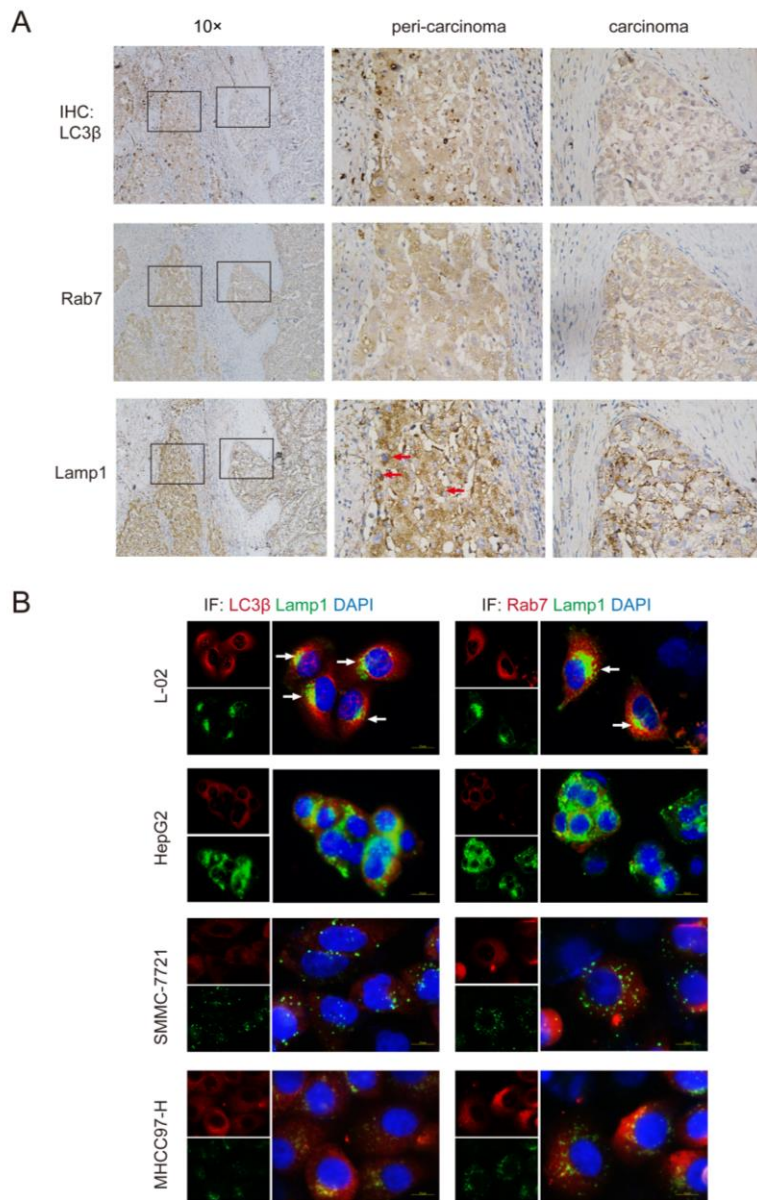 A
10×
peri-carcinoma
carcinoma
IHC:
LC3β
Rab7
Lamp1
B
IF: LC3β Lamp1 DAPI
IF: Rab7 Lamp1 DAPI
L-02
HepG2
SMMC-7721
MHCC97-H